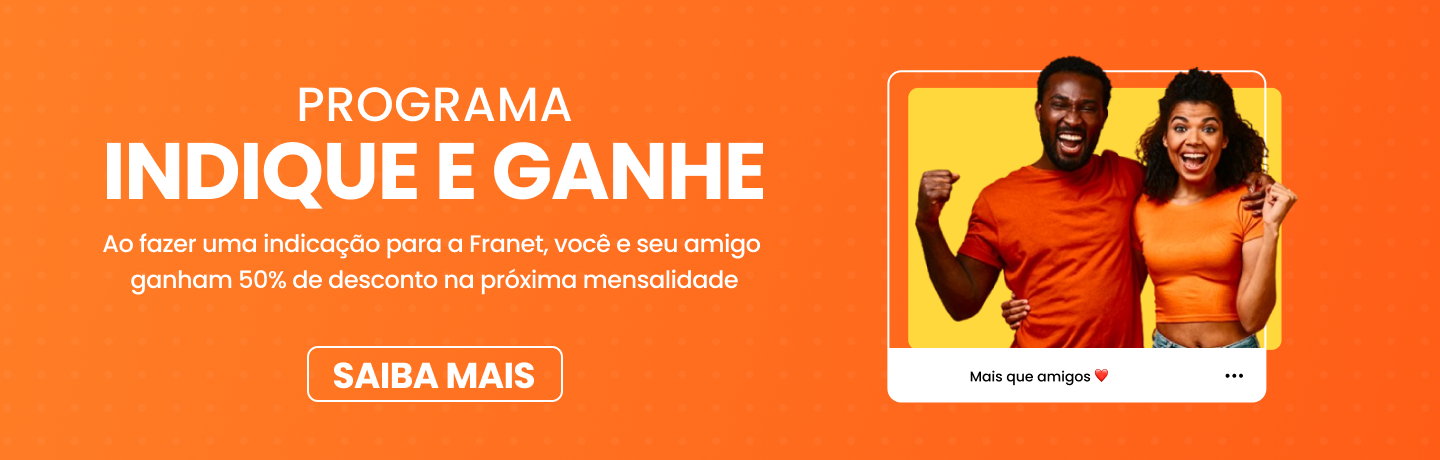 PROGRAMA
INDIQUE E GANHE
Ao fazer uma indicação para a Franet, você e seu amigo
ganham 50% de desconto na próxima mensalidade
SAIBA MAIS
Mais que amigos ❤️